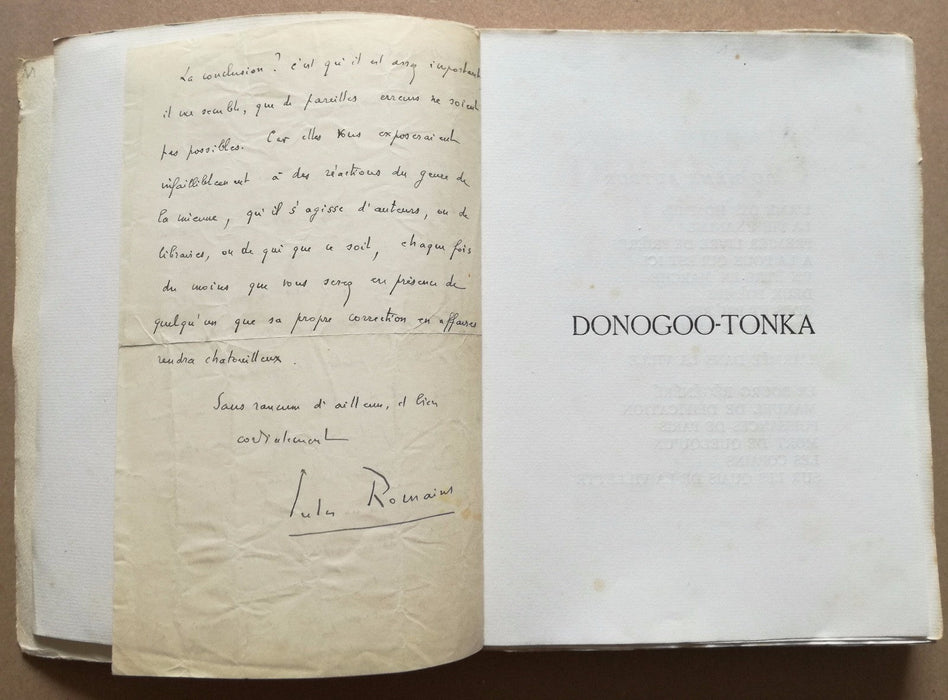 La conclusion ? c'est qu'il est assez important
il me semble, que de pareilles erreurs ne soient
pas possibles. Car elles vous exposeraient
infailliblement à des réactions du genre de
la mienne, qu'il s'agisse d'auteurs, ou de
libraires, ou de qui que ce soit, chaque fois
du moins que vous serez en présence de
quelqu'un que sa propre correction en affaires
rendra chatouilleux.
Sans rancune d'ailleurs, et bien
cordialement
Jules Romains
DONOGOO-TONKA